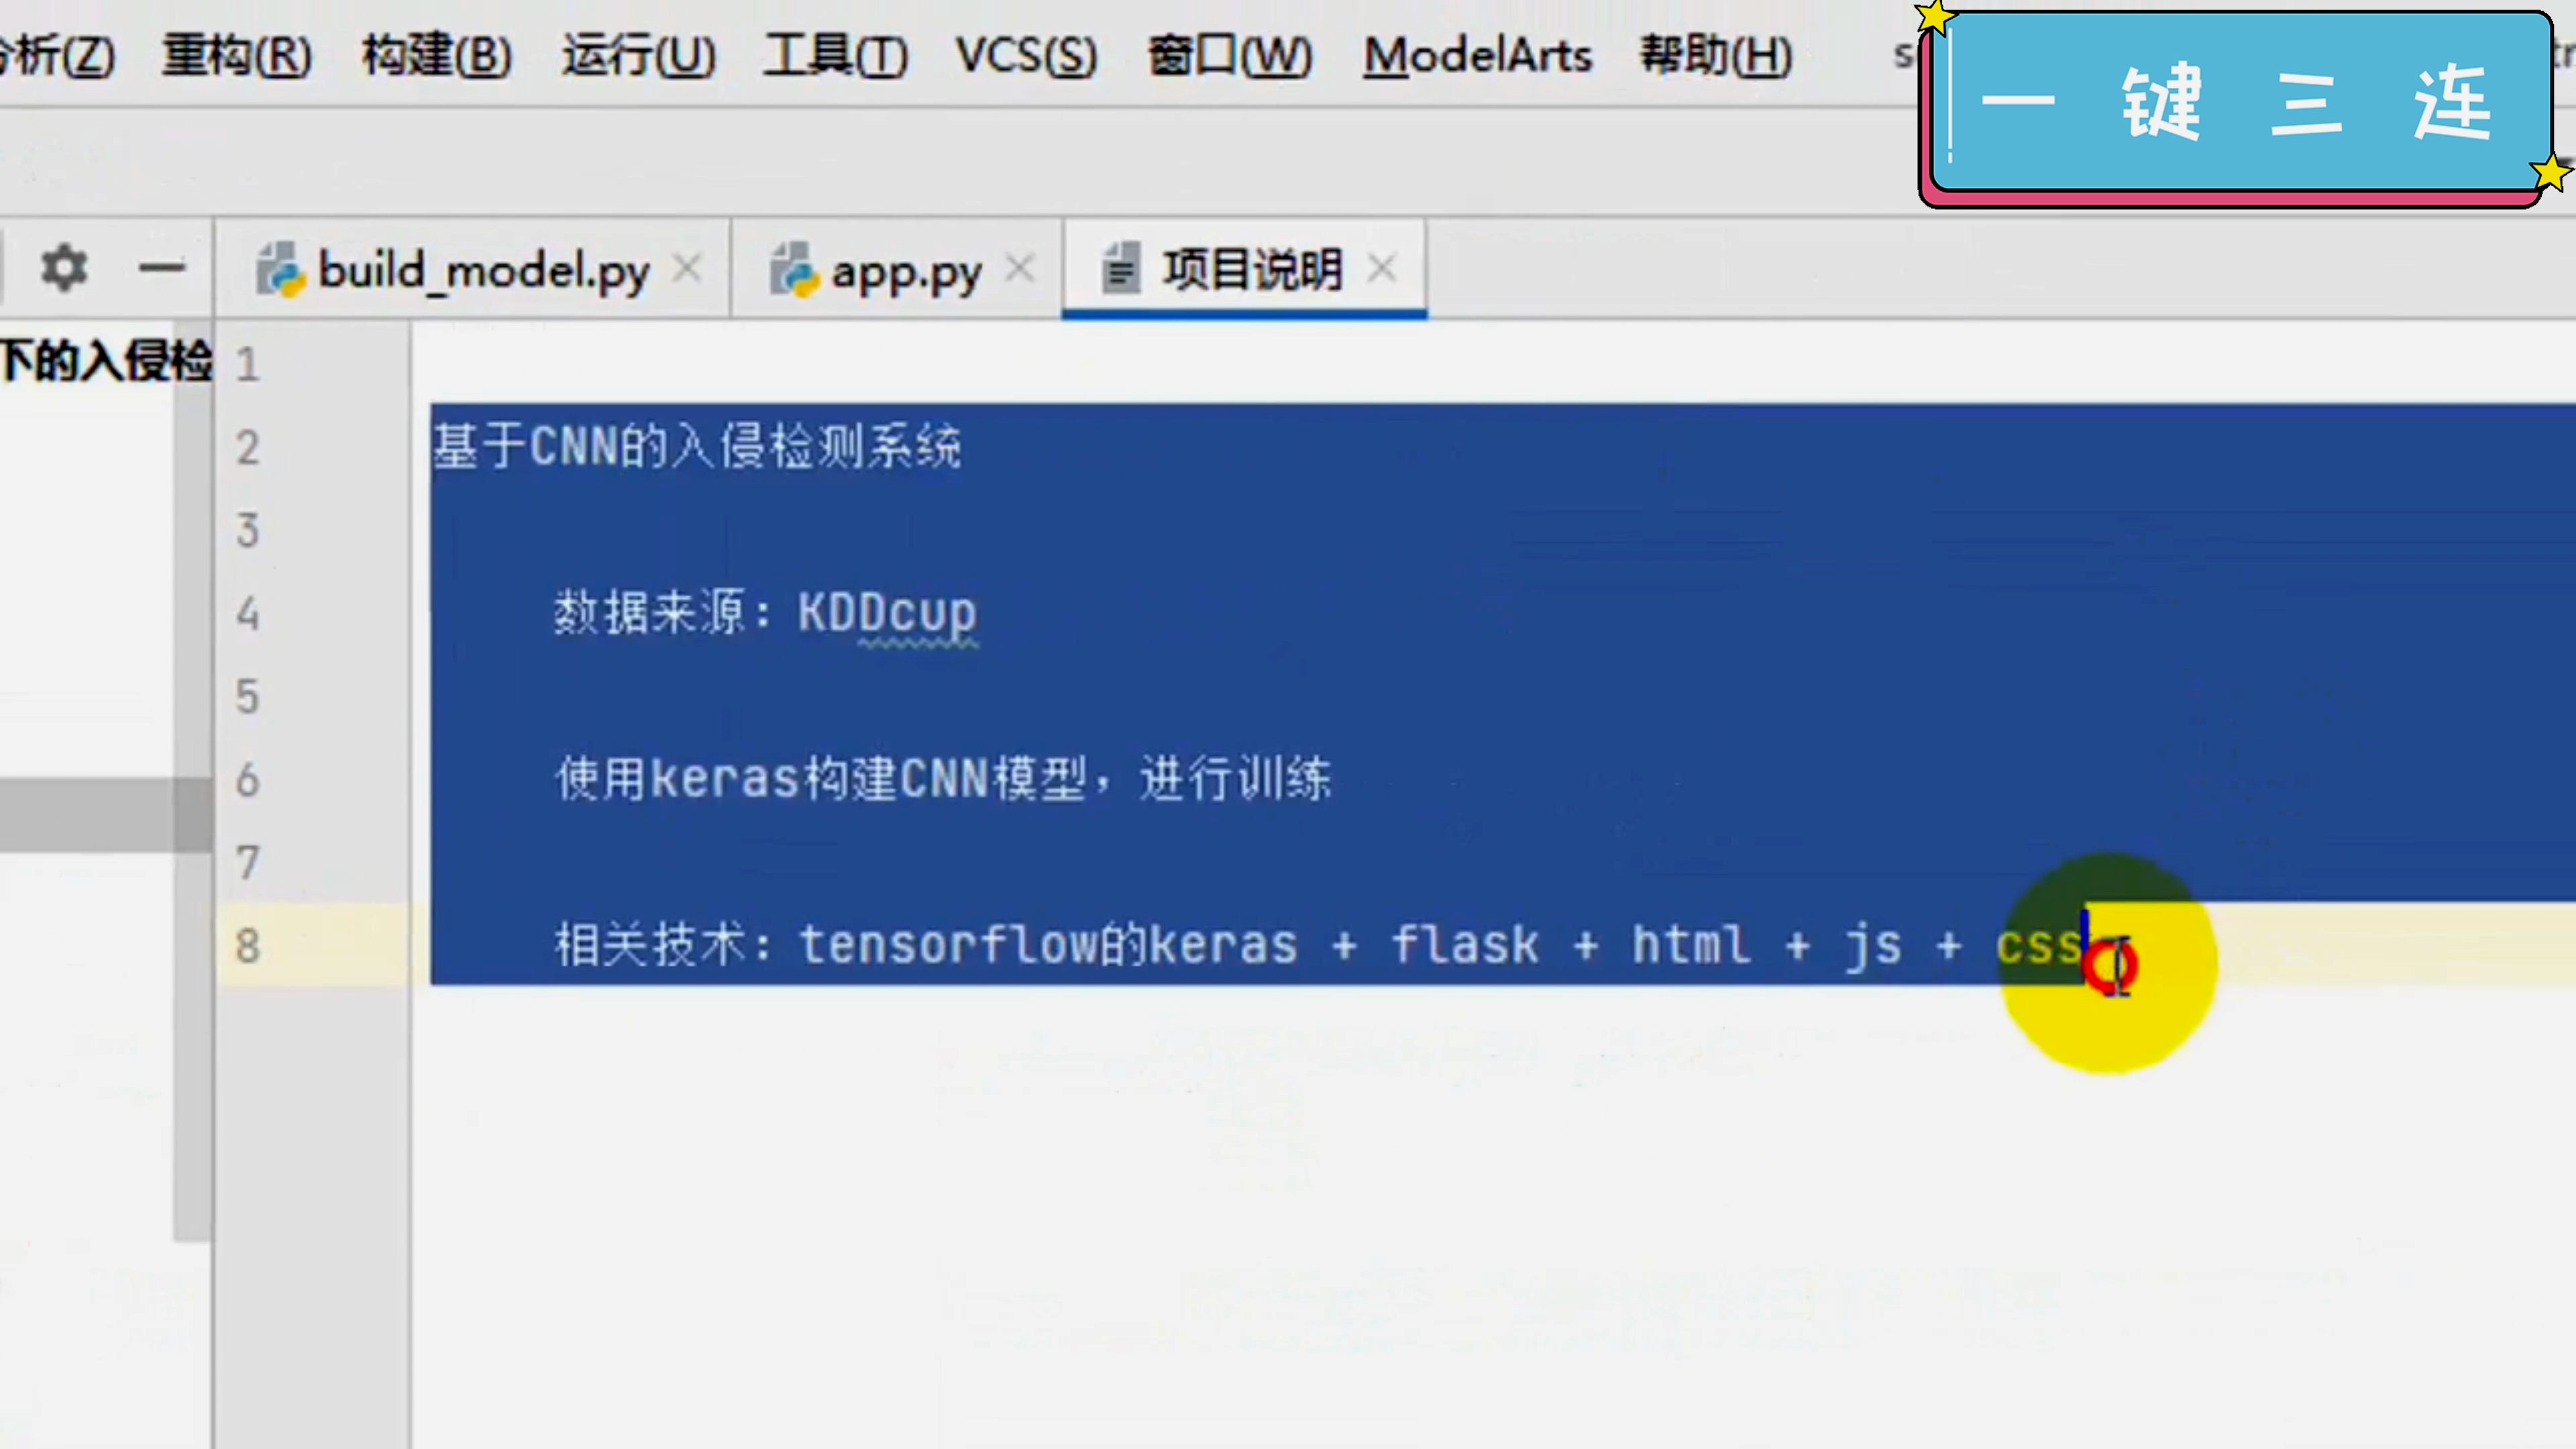 析(Z) 重构(R) 构建(B) 运行(U) 工具(T) VCS(S) 窗口(W) ModelArts 帮助(H)
一键三连
build_model.py app.py 项目说明
下的入侵检
1
2 基于CNN的入侵检测系统
3
4 数据来源：KDDcup
5
6 使用keras构建CNN模型，进行训练
7
8 相关技术：tensorflow的keras + flask + html + js + css